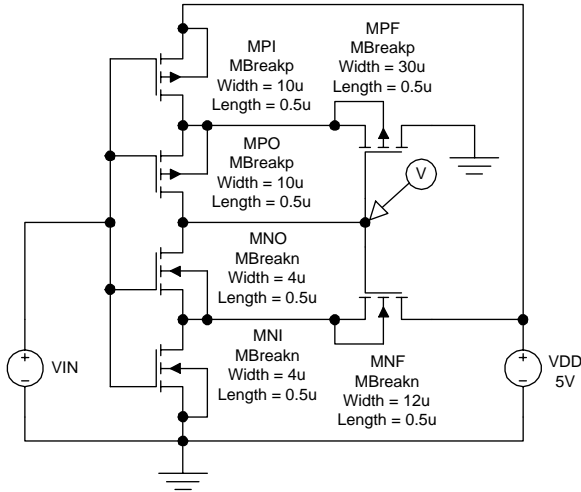 MPI
MBreakp
Width = 10u
Length = 0.5u
MPF
MBreakp
Width = 30u
Length = 0.5u
MPO
MBreakp
Width = 10u
Length = 0.5u
V
MNO
MBreakn
Width = 4u
Length = 0.5u
MNI
MBreakn
Width = 4u
Length = 0.5u
MNF
MBreakn
Width = 12u
Length = 0.5u
VIN
VDD
5V